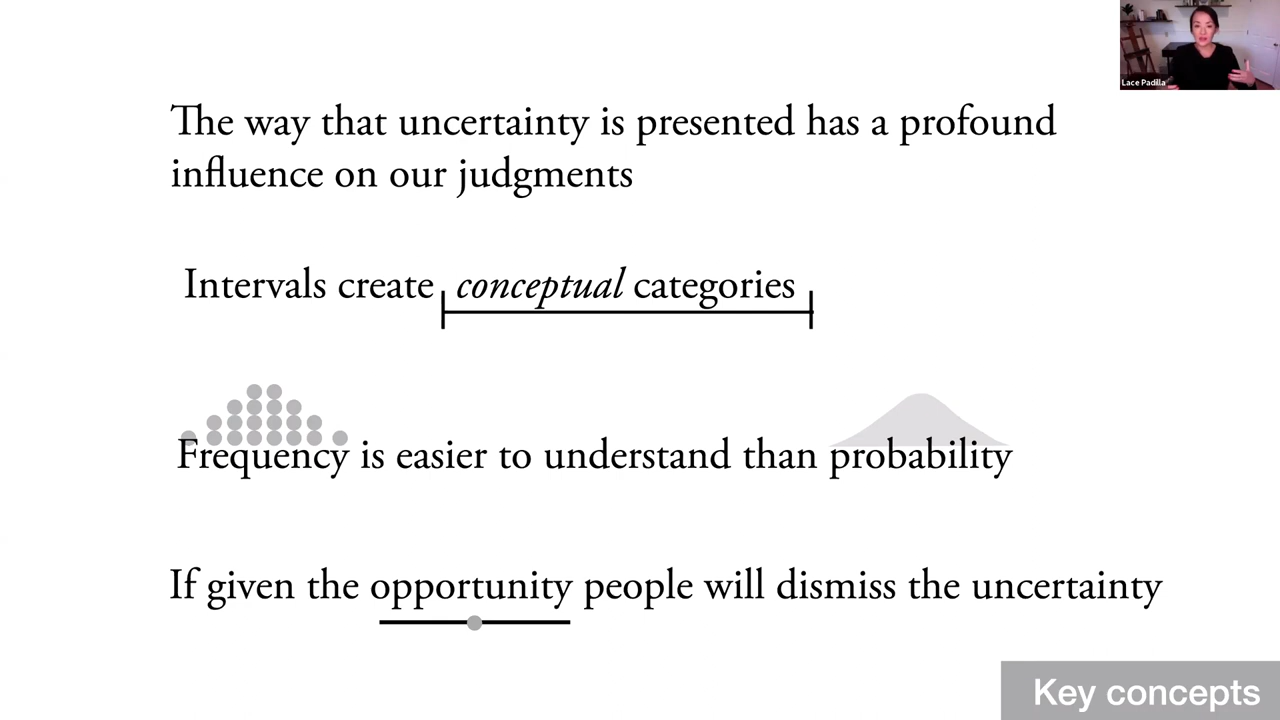 Lace Padilla
The way that uncertainty is presented has a profound
influence on our judgments
Intervals create conceptual categories
Frequency is easier to understand than probability
If given the opportunity people will dismiss the uncertainty
Key concepts